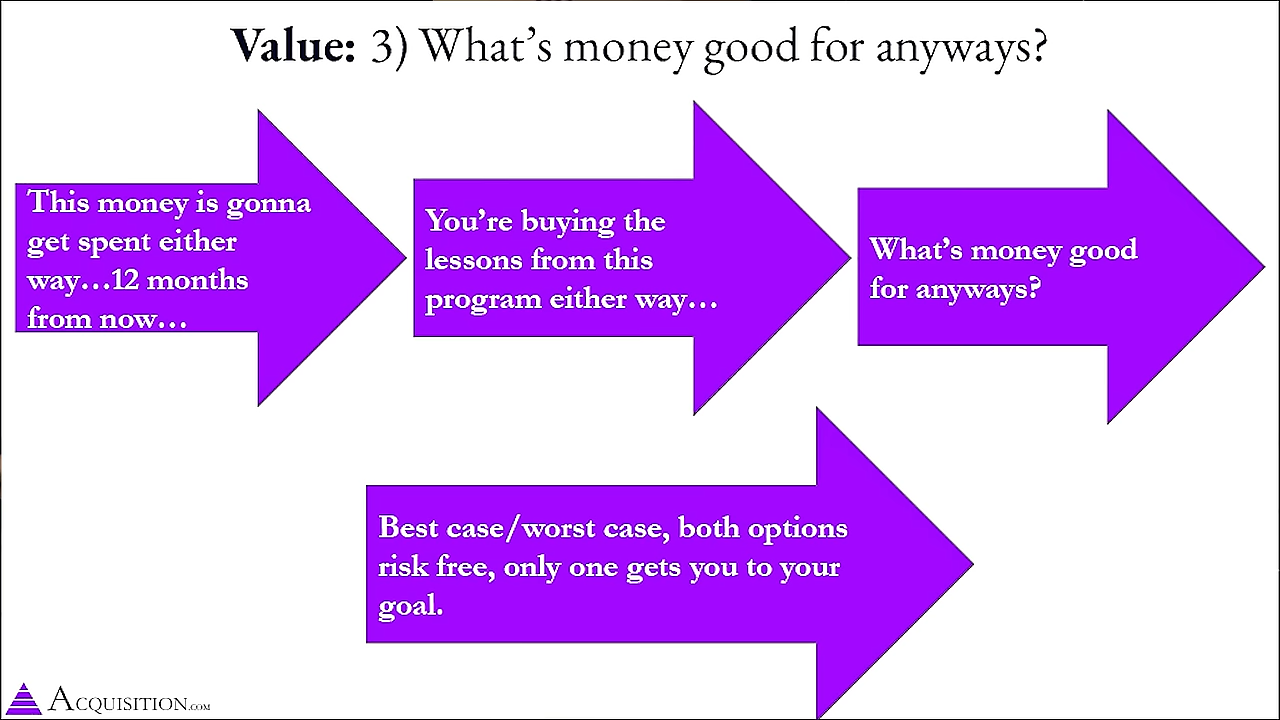 Value: 3) What’s money good for anyways?
This money is gonna
get spent either
way…12 months
from now…
You’re buying the
lessons from this
program either way…
What’s money good
for anyways?
Best case/worst case, both options
risk free, only one gets you to your
goal.
ACQUISITION.COM